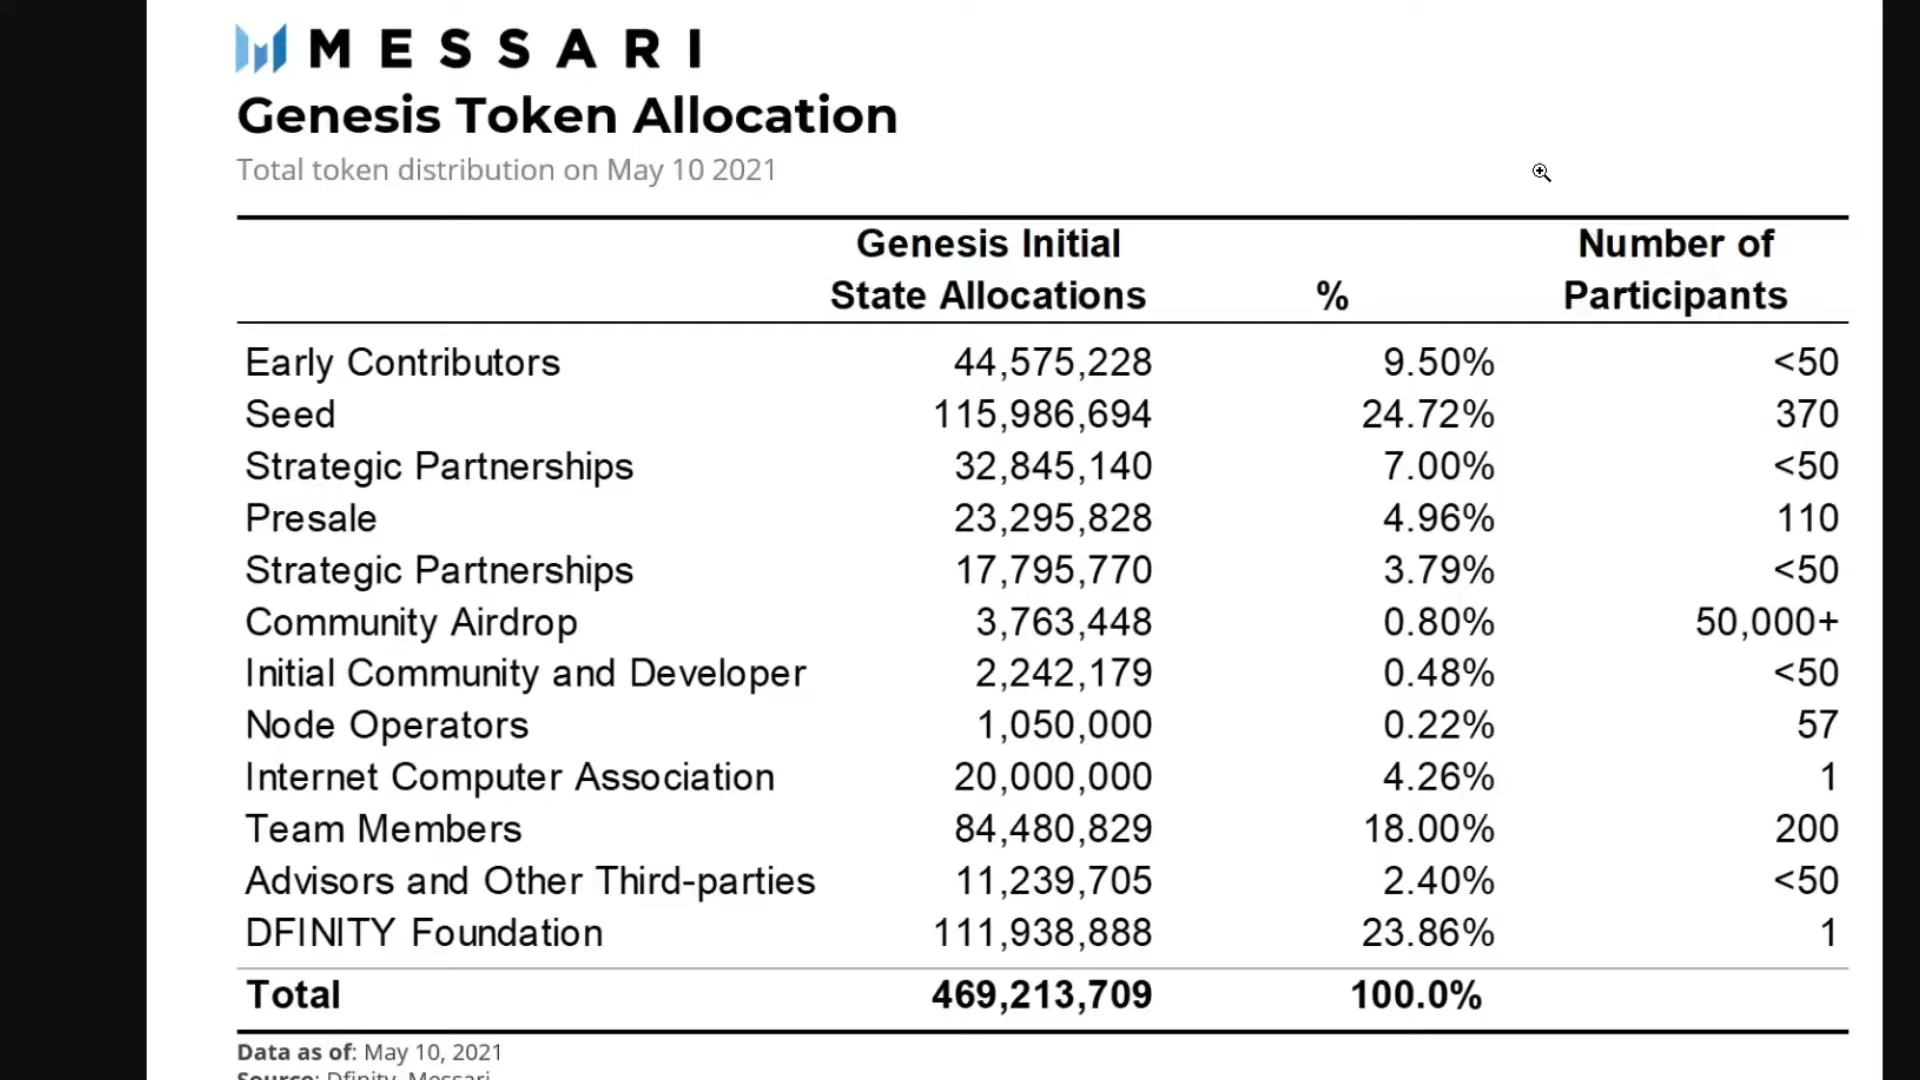 MESSARI
Genesis Token Allocation
Total token distribution on May 10 2021
Genesis Initial State Allocations % Number of Participants
Early Contributors 44,575,228 9.50% <50
Seed 115,986,694 24.72% 370
Strategic Partnerships 32,845,140 7.00% <50
Presale 23,295,828 4.96% 110
Strategic Partnerships 17,795,770 3.79% <50
Community Airdrop 3,763,448 0.80% 50,000+
Initial Community and Developer 2,242,179 0.48% <50
Node Operators 1,050,000 0.22% 57
Internet Computer Association 20,000,000 4.26% 1
Team Members 84,480,829 18.00% 200
Advisors and Other Third-parties 11,239,705 2.40% <50
DFINITY Foundation 111,938,888 23.86% 1
Total 469,213,709 100.0%
Data as of: May 10, 2021
Source: Dfinity, Messari